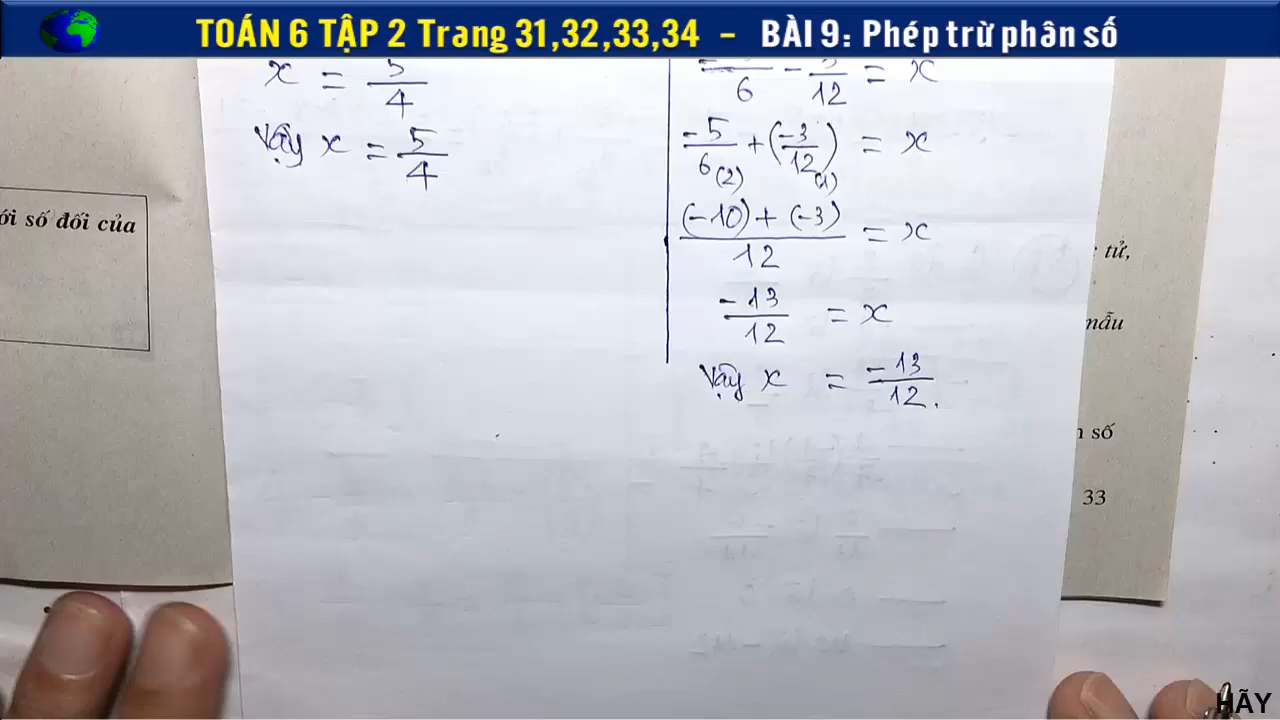 TOÁN 6 TẬP 2 Trang 31,32,33,34 – BÀI 9: Phép trừ phân số
x = 5/4
Vậy x = 5/4
6 - 3/12 = x
-5/6 (2) + (-3/12) (1) = x
(-10) + (-3) / 12 = x
-13/12 = x
Vậy x = -13/12.
ới số đối của
tử,
mẫu
số
33
HÃY